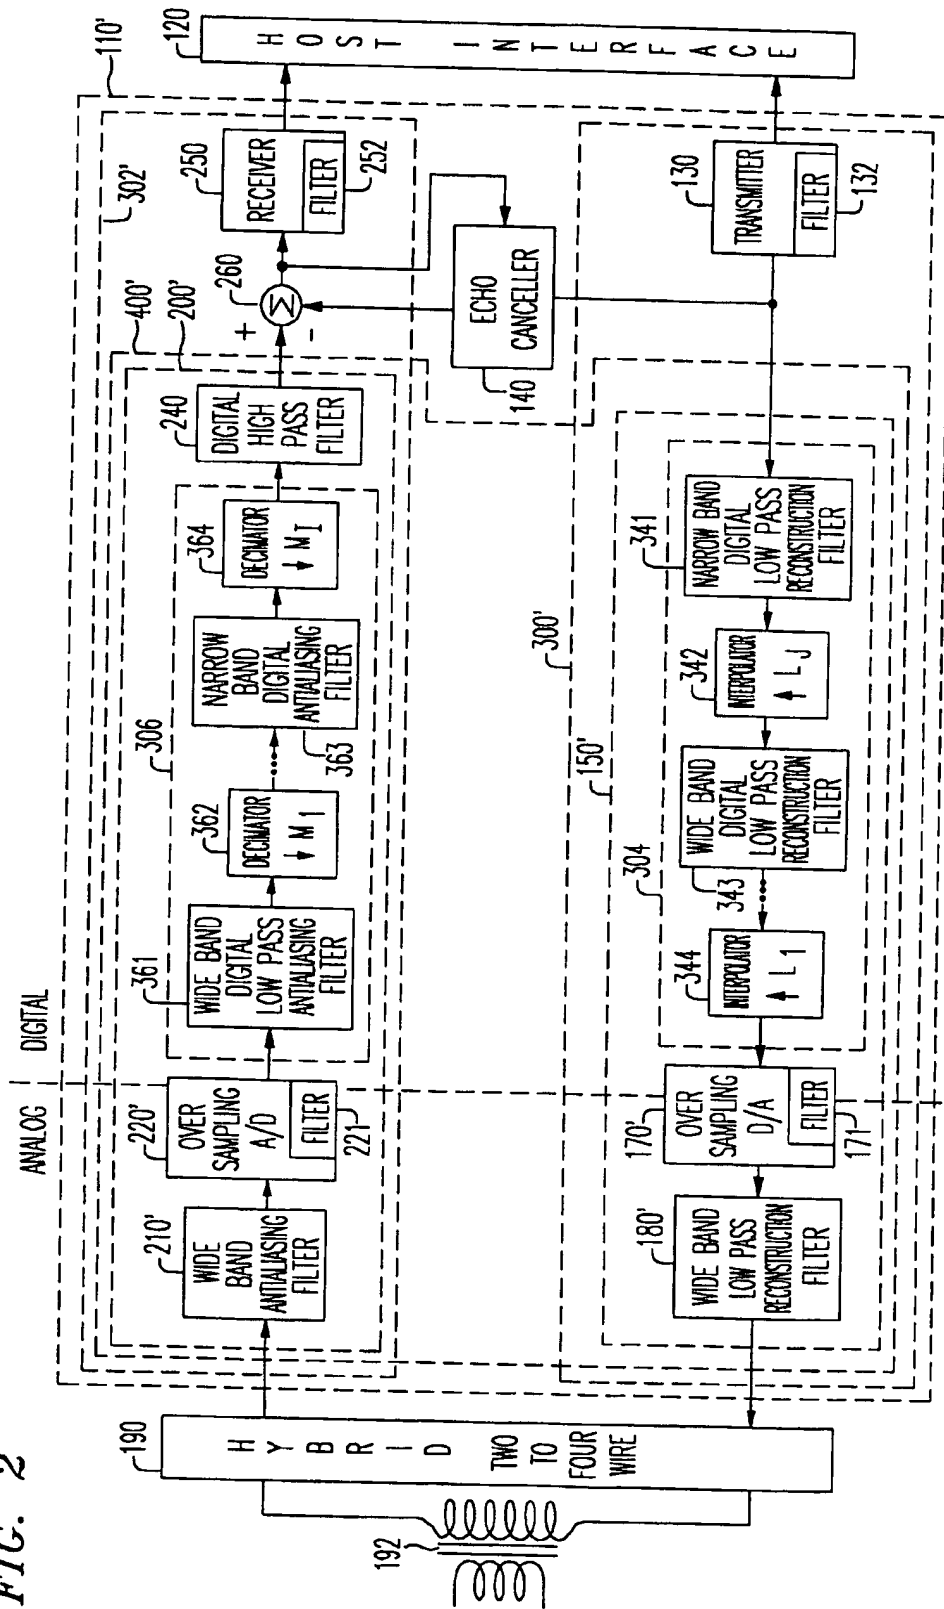 FIG. 2
ANALOG
DIGITAL
110'
120
HOST INTERFACE
302'
400'
200'
190
HYBRID
TWO
TO
FOUR
WIRE
192
210'
WIDE
BAND
ANTIALIASING
FILTER
220'
OVER
SAMPLING
A/D
FILTER
221
306
361
WIDE BAND
DIGITAL
LOW PASS
ANTIALIASING
FILTER
362
DECIMATOR
↓ M1
363
NARROW
BAND
DIGITAL
ANTIALIASING
FILTER
364
DECIMATOR
↓ MI
240
DIGITAL
HIGH
PASS
FILTER
260
+
Σ
-
250
RECEIVER
FILTER
252
ECHO
CANCELLER
140
300'
150'
304
180'
WIDE BAND
LOW PASS
RECONSTRUCTION
FILTER
170'
OVER
SAMPLING
D/A
FILTER
171
344
INTERPOLATOR
↑ L1
343
WIDE BAND
DIGITAL
LOW PASS
RECONSTRUCTION
FILTER
342
INTERPOLATOR
↑ LJ
341
NARROW BAND
DIGITAL
LOW PASS
RECONSTRUCTION
FILTER
130
TRANSMITTER
FILTER
132